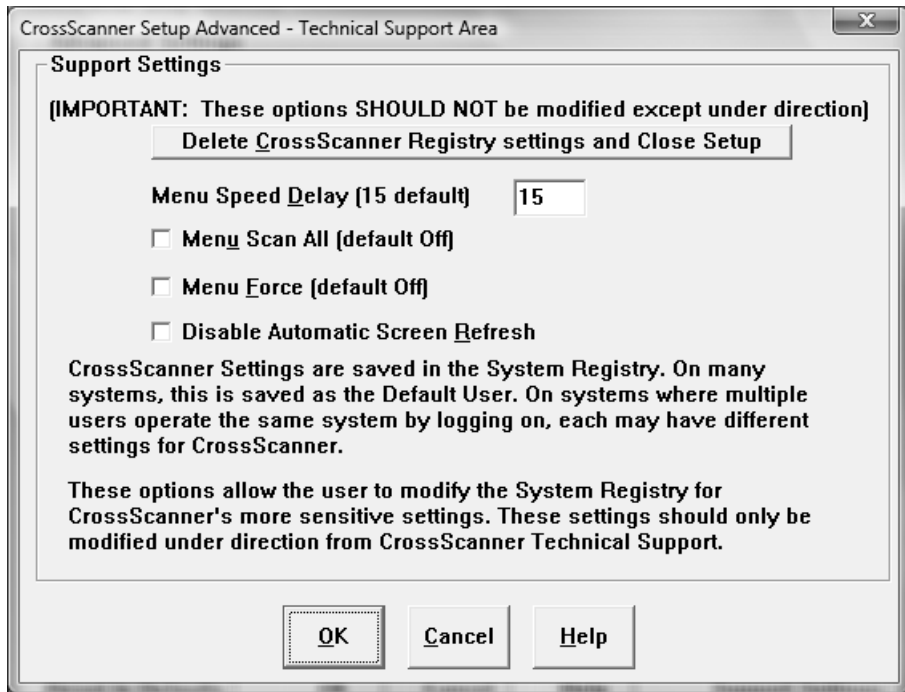 CrossScanner Setup Advanced - Technical Support Area
X
Support Settings
(IMPORTANT:  These options SHOULD NOT be modified except under direction)
Delete CrossScanner Registry settings and Close Setup
Menu Speed Delay (15 default) 15
Menu Scan All (default Off)
Menu Force (default Off)
Disable Automatic Screen Refresh
CrossScanner Settings are saved in the System Registry. On many
systems, this is saved as the Default User. On systems where multiple
users operate the same system by logging on, each may have different
settings for CrossScanner.
These options allow the user to modify the System Registry for
CrossScanner's more sensitive settings. These settings should only be
modified under direction from CrossScanner Technical Support.
OK Cancel Help